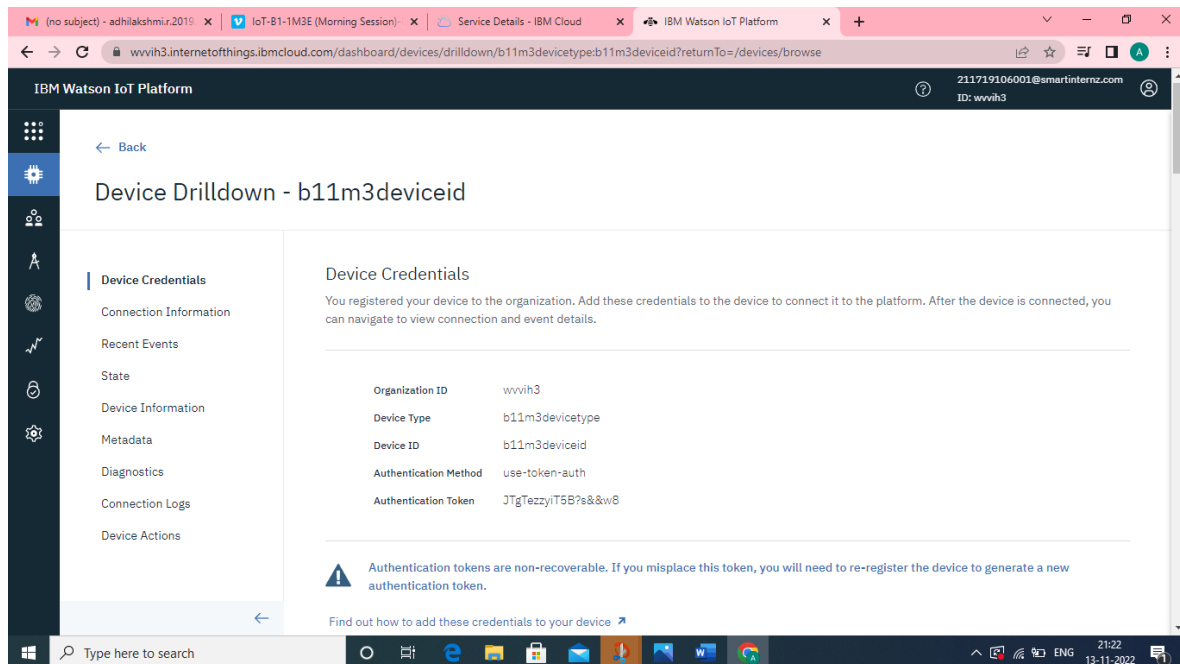 (no subject) - adhilakshmi.r.2019.
IoT-B1-1M3E (Morning Session)-
Service Details - IBM Cloud
IBM Watson IoT Platform
wvvih3.internetofthings.ibmcloud.com/dashboard/devices/drilldown/b11m3devicetype:b11m3deviceid?returnTo=/devices/browse
A
IBM Watson IoT Platform
211719106001@smartinternz.com
ID: wvvih3
Back
Device Drilldown - b11m3deviceid
Device Credentials
Connection Information
Recent Events
State
Device Information
Metadata
Diagnostics
Connection Logs
Device Actions
Device Credentials
You registered your device to the organization. Add these credentials to the device to connect it to the platform. After the device is connected, you
can navigate to view connection and event details.
Organization ID wvvih3
Device Type b11m3devicetype
Device ID b11m3deviceid
Authentication Method use-token-auth
Authentication Token JTgTezzyiT5B?s&&w8
Authentication tokens are non-recoverable. If you misplace this token, you will need to re-register the device to generate a new
authentication token.
Find out how to add these credentials to your device
Type here to search
ENG
21:22
13-11-2022